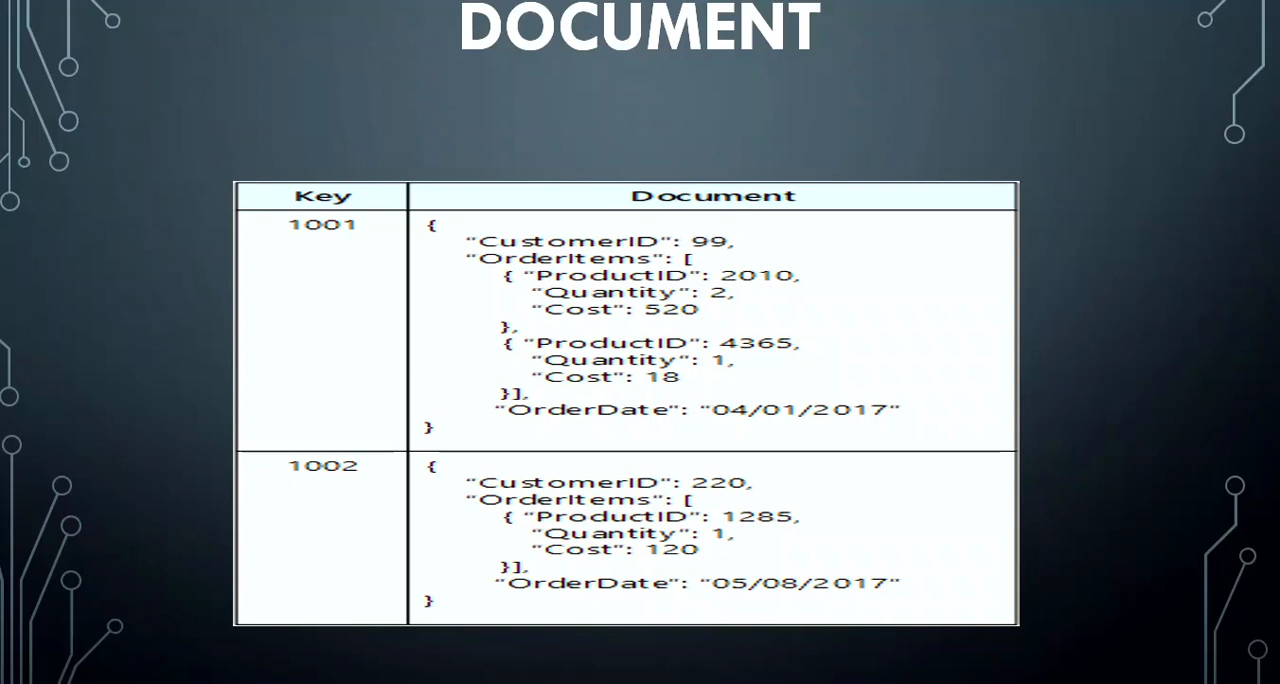 DOCUMENT
Key Document
1001 {
"CustomerID": 99,
"OrderItems": [
{ "ProductID": 2010,
"Quantity": 2,
"Cost": 520
},
{ "ProductID": 4365,
"Quantity": 1,
"Cost": 18
}],
"OrderDate": "04/01/2017"
}
1002 {
"CustomerID": 220,
"OrderItems": [
{ "ProductID": 1285,
"Quantity": 1,
"Cost": 120
}],
"OrderDate": "05/08/2017"
}